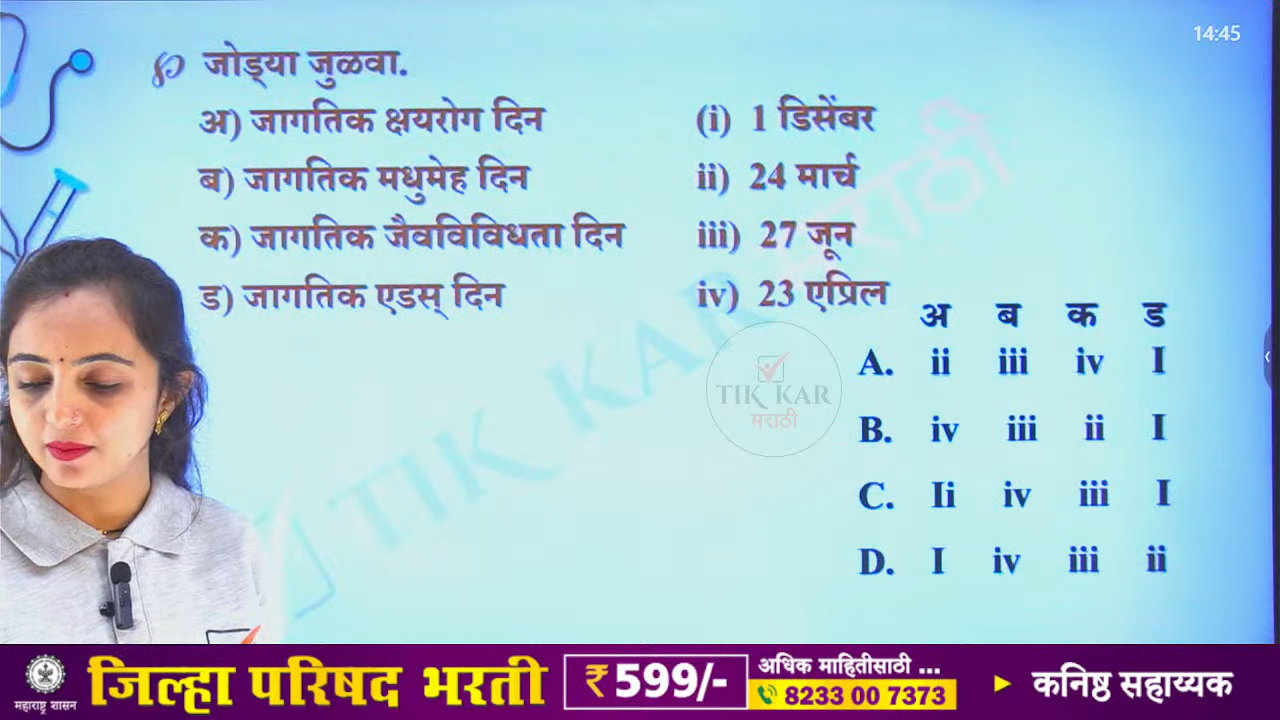 14:45
जोड्या जुळवा.
अ) जागतिक क्षयरोग दिन (i) 1 डिसेंबर
ब) जागतिक मधुमेह दिन ii) 24 मार्च
क) जागतिक जैवविविधता दिन iii) 27 जून
ड) जागतिक एडस् दिन iv) 23 एप्रिल
अ ब क ड
A. ii iii iv I
B. iv iii ii I
C. Ii iv iii I
D. I iv iii ii
TIK KAR मराठी
TIK KAR
मराठी
महाराष्ट्र शासन
जिल्हा परिषद भरती
₹599/-
अधिक माहितीसाठी ...
8233 00 7373
कनिष्ठ सहाय्यक